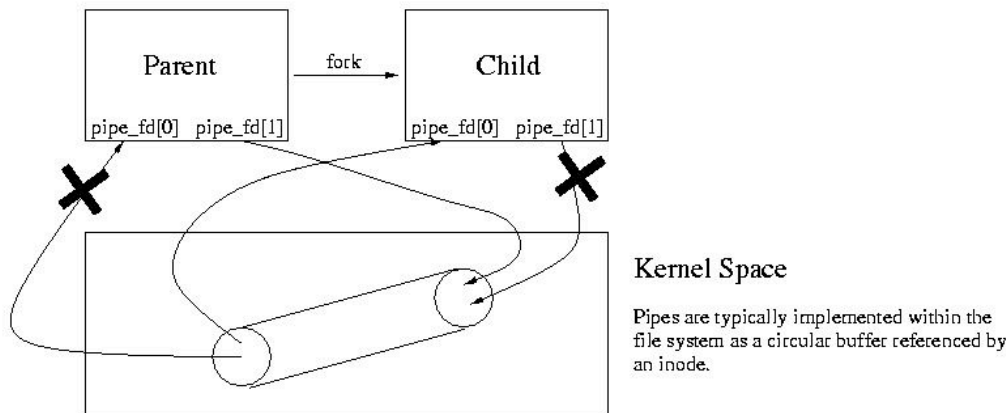 Parent
fork
Child
pipe_fd[0] pipe_fd[1]
pipe_fd[0] pipe_fd[1]
Kernel Space
Pipes are typically implemented within the
file system as a circular buffer referenced by
an inode.